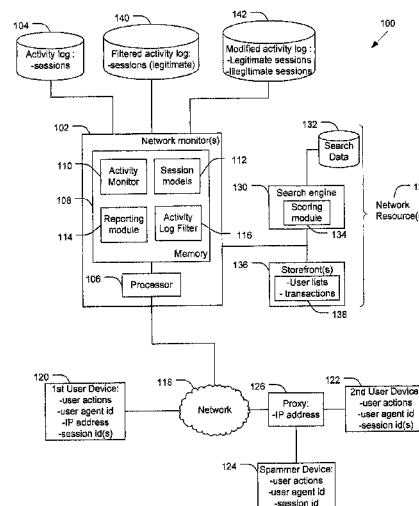 104
Activity log :
-sessions
140
Filtered activity log :
-sessions (legitimate)
142
Modified activity log :
-Legitimate sessions
-Illegitimate sessions
100
102
Network monitor(s)
110
Activity
Monitor
Session
models
112
108
114
Reporting
module
Activity
Log Filter
116
Memory
106
Processor
132
Search
Data
130
Search engine
Scoring
module
134
Network
Resource(s
136
Storefront(s)
-User lists
- transactions
138
120
1st User Device:
-user actions
-user agent id
-IP address
-session id(s)
118
Network
126
Proxy:
-IP address
122
2nd User Device:
-user actions
-user agent id
-session id(s)
124
Spammer Device:
-user actions
-user agent id
-session id